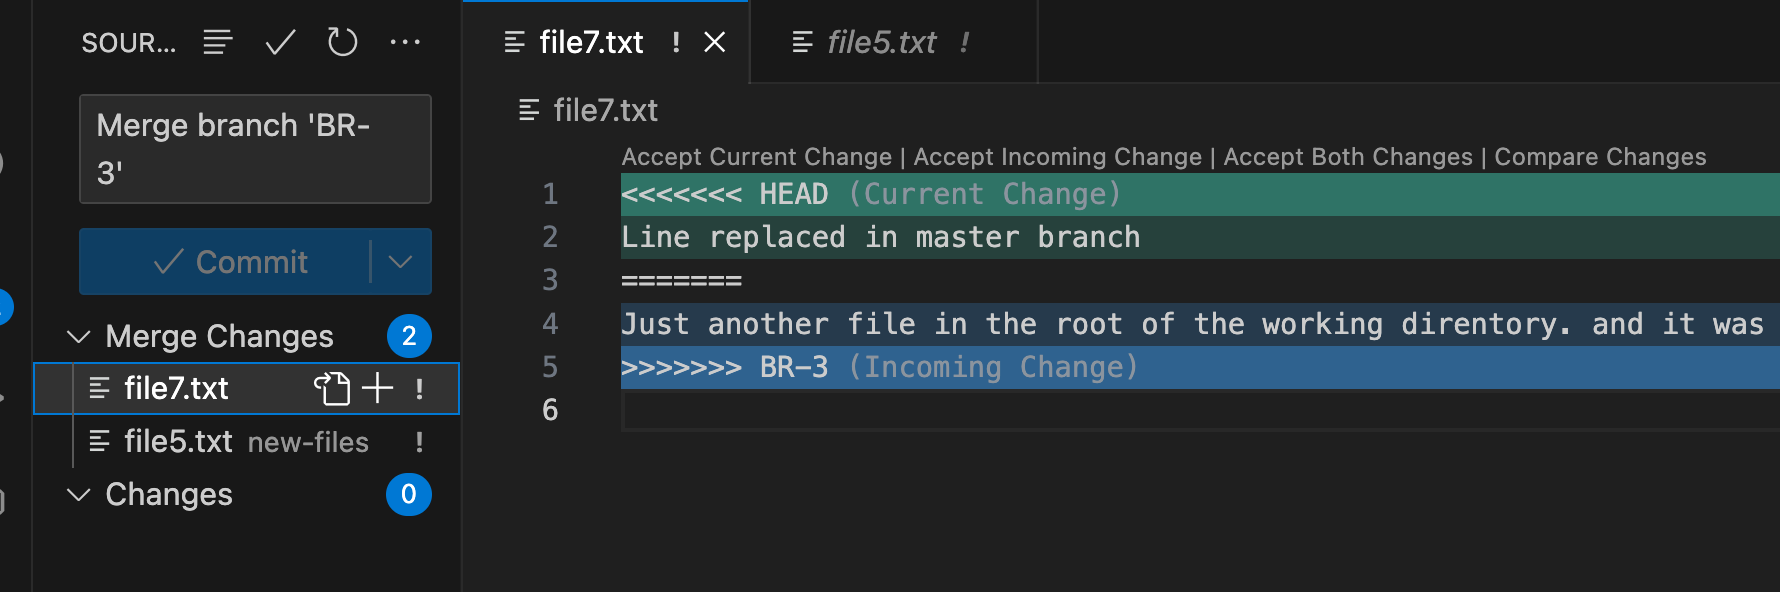 SOUR...
Merge branch 'BR-
3'
Commit
Merge Changes 2
file7.txt !
file5.txt new-files !
Changes 0
file7.txt !
file5.txt !
file7.txt
Accept Current Change | Accept Incoming Change | Accept Both Changes | Compare Changes
1 <<<<<<< HEAD (Current Change)
2 Line replaced in master branch
3 =======
4 Just another file in the root of the working direntory. and it was
5 >>>>>>> BR-3 (Incoming Change)
6